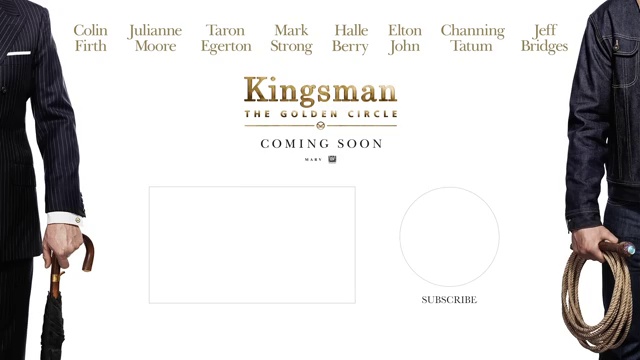 Colin Julianne Taron Mark Halle Elton Channing Jeff
Firth Moore Egerton Strong Berry John Tatum Bridges
Kingsman
THE GOLDEN CIRCLE
COMING SOON
MARV
SUBSCRIBE